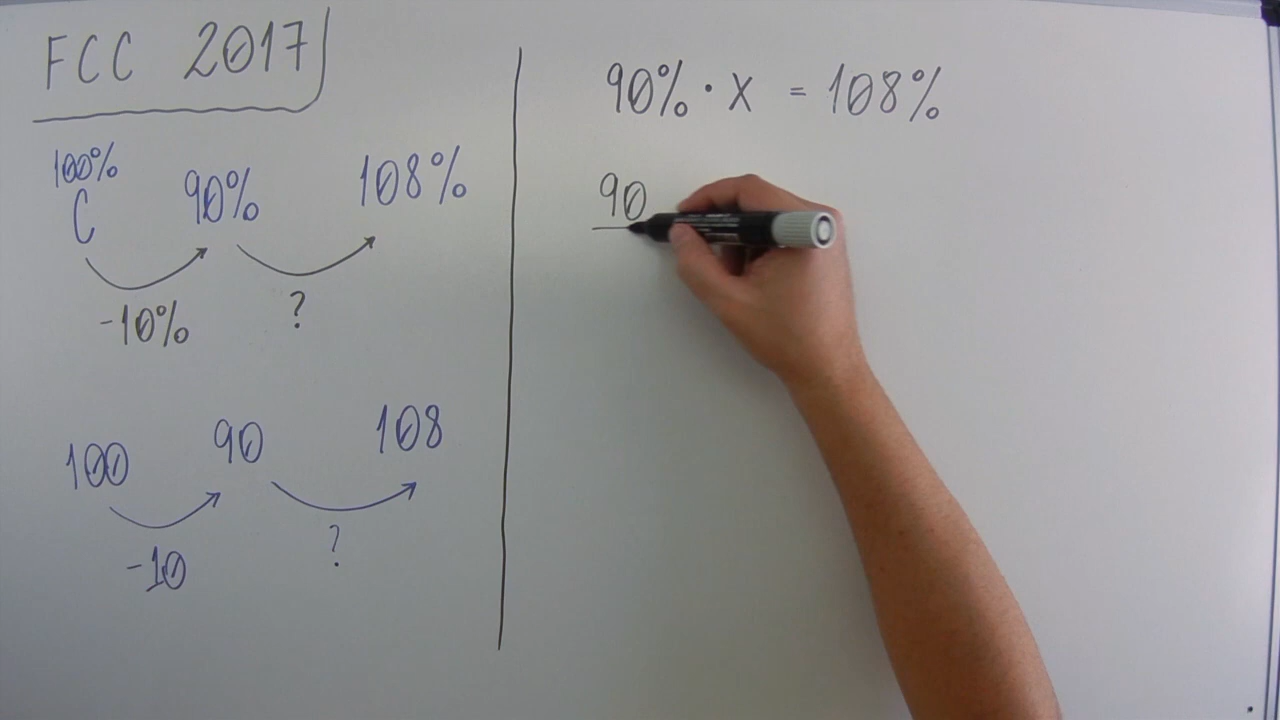 FCC 2017
100%
C 90% 108%
-10% ?
100 90 108
-10 ?
90% · x = 108%
90